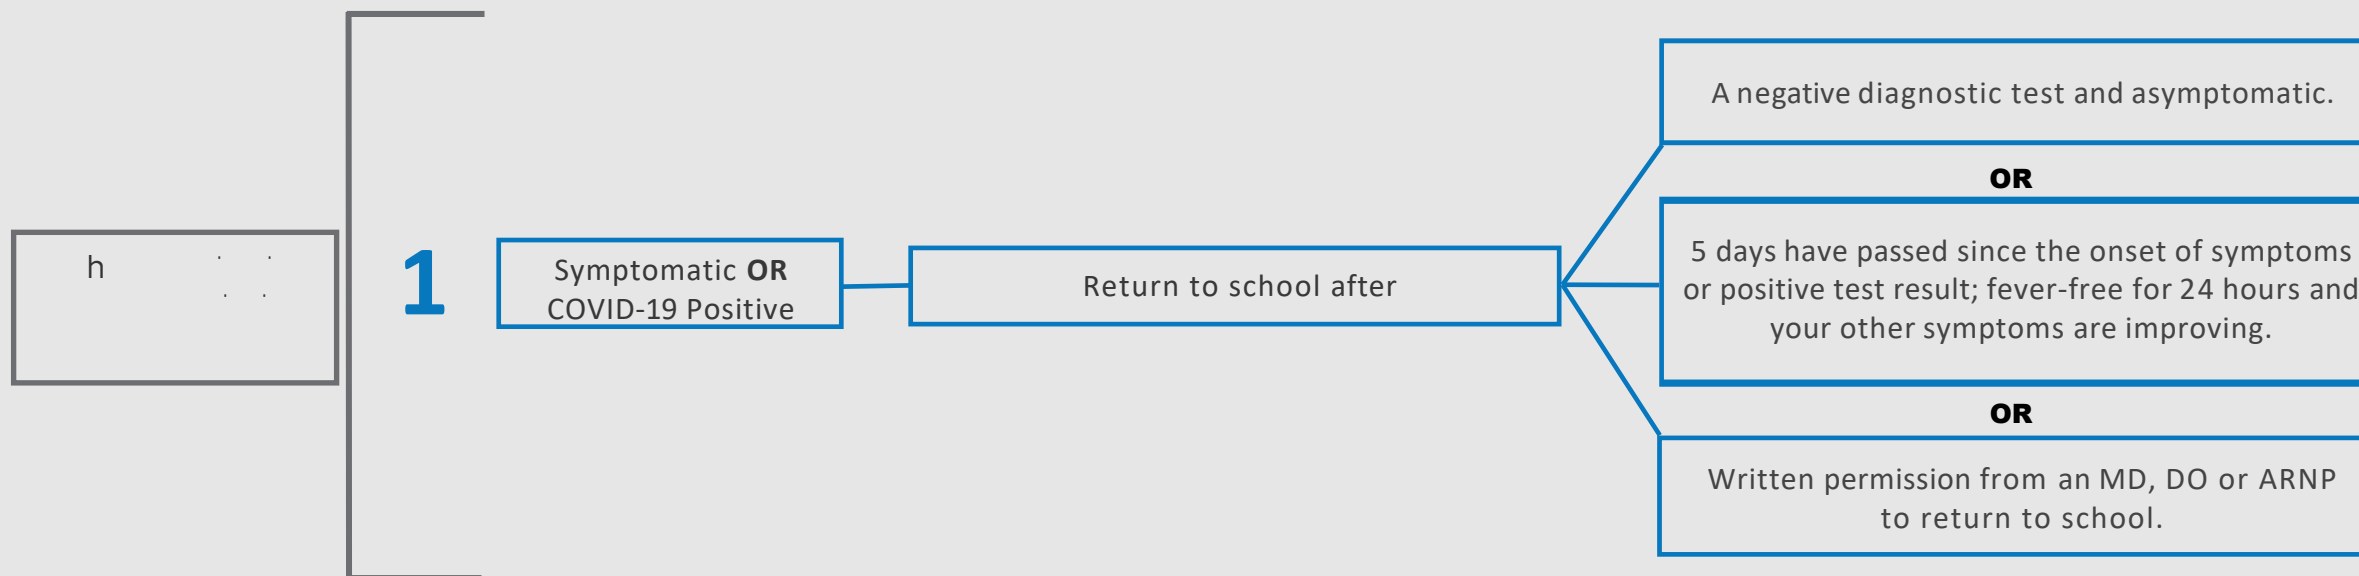 h
1
Symptomatic OR
COVID-19 Positive
Return to school after
A negative diagnostic test and asymptomatic.
OR
5 days have passed since the onset of symptoms
or positive test result; fever-free for 24 hours and
your other symptoms are improving.
OR
Written permission from an MD, DO or ARNP
to return to school.